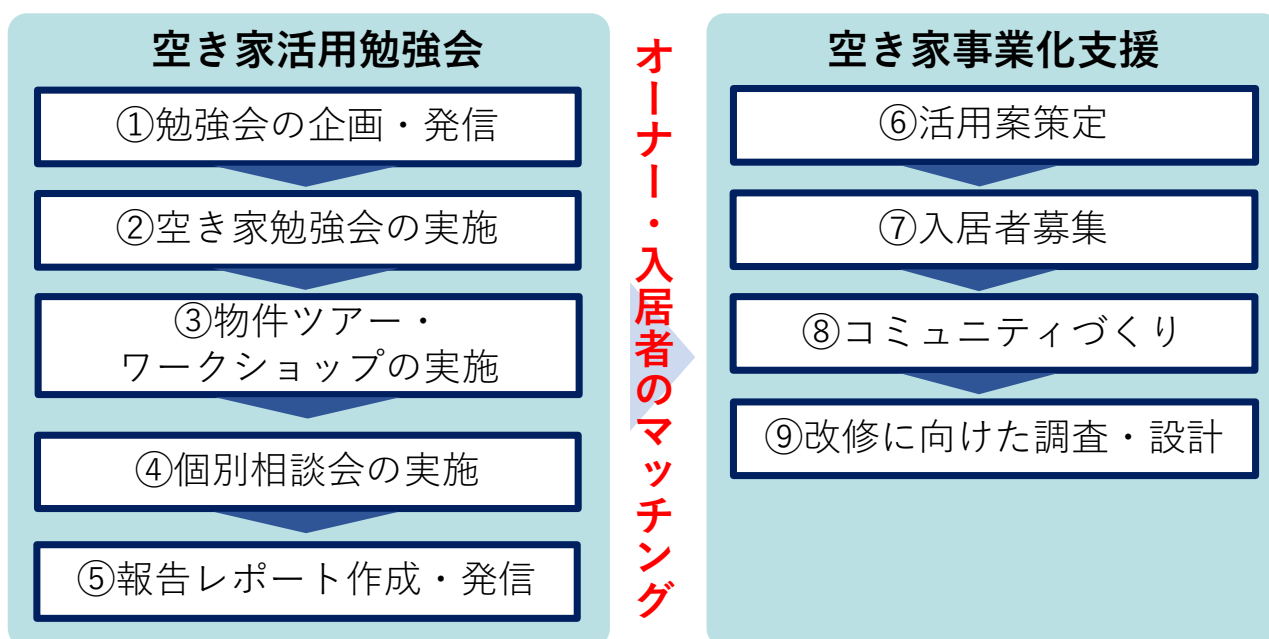 空き家活用勉強会
①勉強会の企画・発信
②空き家勉強会の実施
③物件ツアー・
ワークショップの実施
④個別相談会の実施
⑤報告レポート作成・発信
オーナー・入居者のマッチング
空き家事業化支援
⑥活用案策定
⑦入居者募集
⑧コミュニティづくり
⑨改修に向けた調査・設計